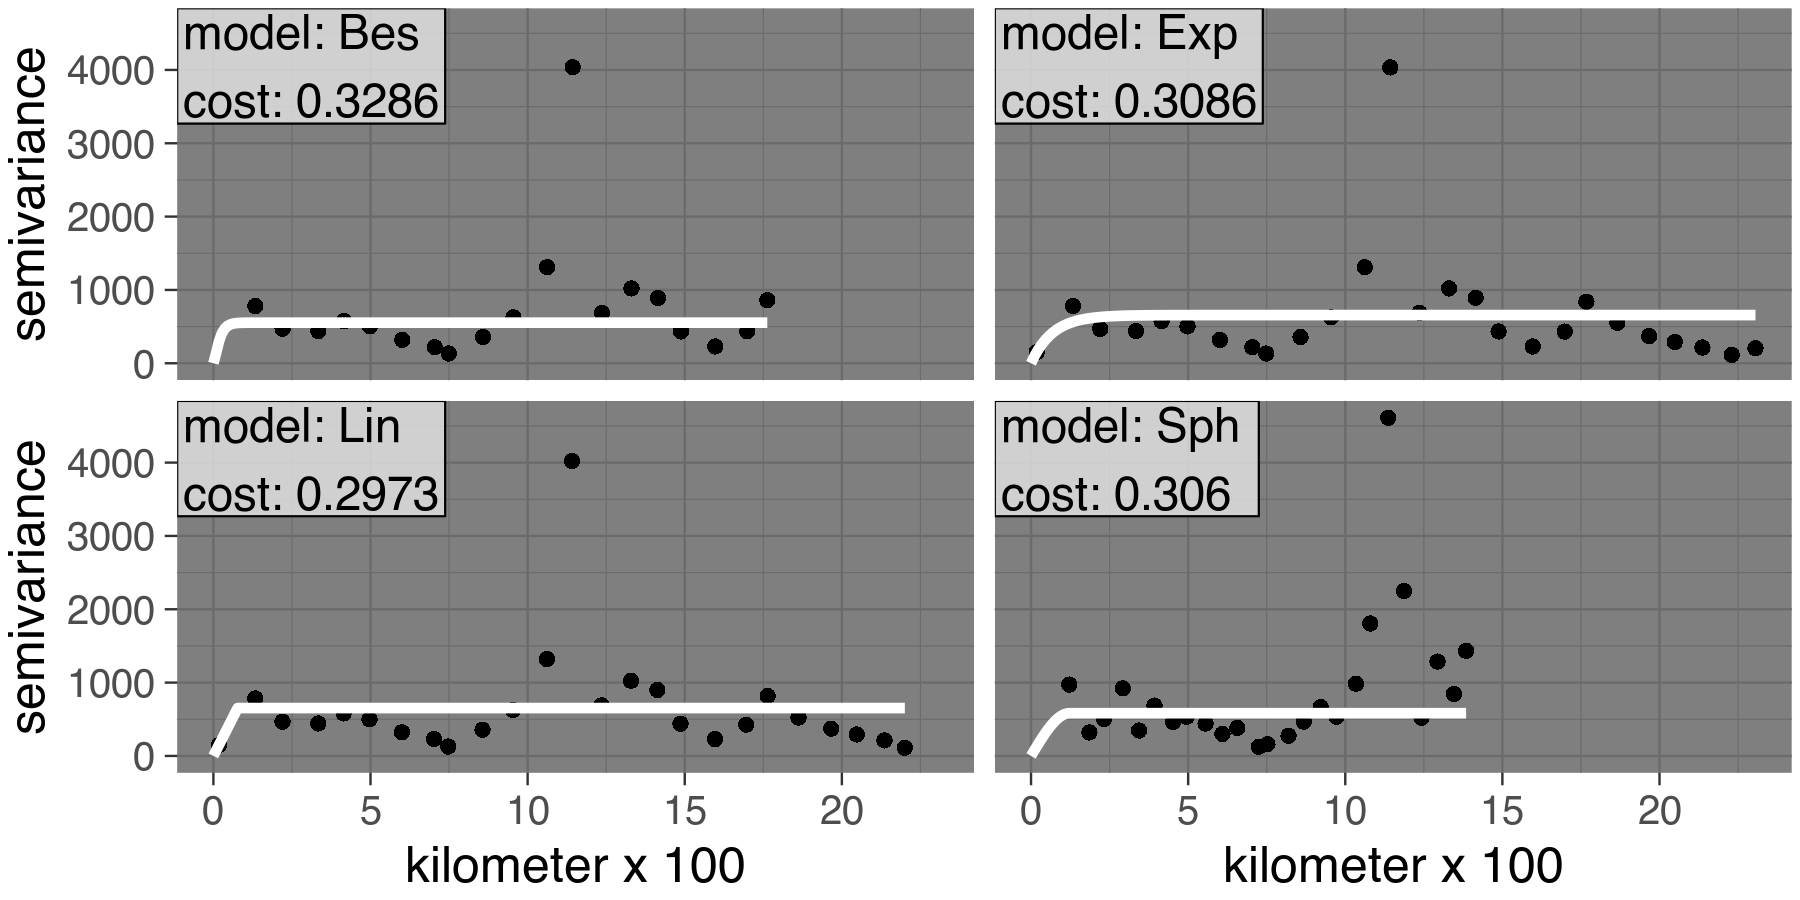 model: Bes
cost: 0.3286
model: Exp
cost: 0.3086
semivariance
4000
3000
2000
1000
0
model: Lin
cost: 0.2973
model: Sph
cost: 0.306
semivariance
4000
3000
2000
1000
0
0 5 10 15 20
0 5 10 15 20
kilometer x 100
kilometer x 100